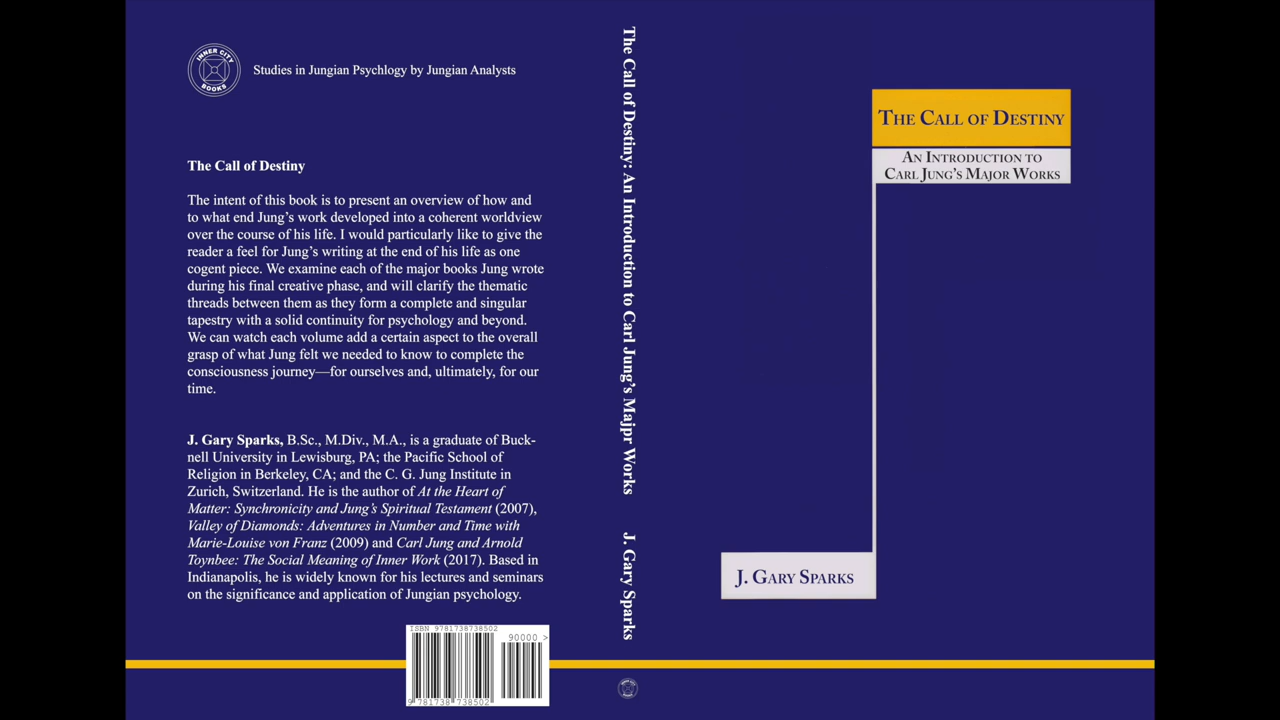 INNER CITY
BOOKS
Studies in Jungian Psychlogy by Jungian Analysts
The Call of Destiny
The intent of this book is to present an overview of how and
to what end Jung's work developed into a coherent worldview
over the course of his life. I would particularly like to give the
reader a feel for Jung's writing at the end of his life as one
cogent piece. We examine each of the major books Jung wrote
during his final creative phase, and will clarify the thematic
threads between them as they form a complete and singular
tapestry with a solid continuity for psychology and beyond.
We can watch each volume add a certain aspect to the overall
grasp of what Jung felt we needed to know to complete the
consciousness journey—for ourselves and, ultimately, for our
time.
J. Gary Sparks, B.Sc., M.Div., M.A., is a graduate of Buck-
nell University in Lewisburg, PA; the Pacific School of
Religion in Berkeley, CA; and the C. G. Jung Institute in
Zurich, Switzerland. He is the author of At the Heart of
Matter: Synchronicity and Jung's Spiritual Testament (2007),
Valley of Diamonds: Adventures in Number and Time with
Marie-Louise von Franz (2009) and Carl Jung and Arnold
Toynbee: The Social Meaning of Inner Work (2017). Based in
Indianapolis, he is widely known for his lectures and seminars
on the significance and application of Jungian psychology.
ISBN 9781738738502
90000 >
9 781738 738502
The Call of Destiny: An Introduction to Carl Jung's Majpr Works J. Gary Sparks
THE CALL OF DESTINY
AN INTRODUCTION TO
CARL JUNG'S MAJOR WORKS
J. GARY SPARKS